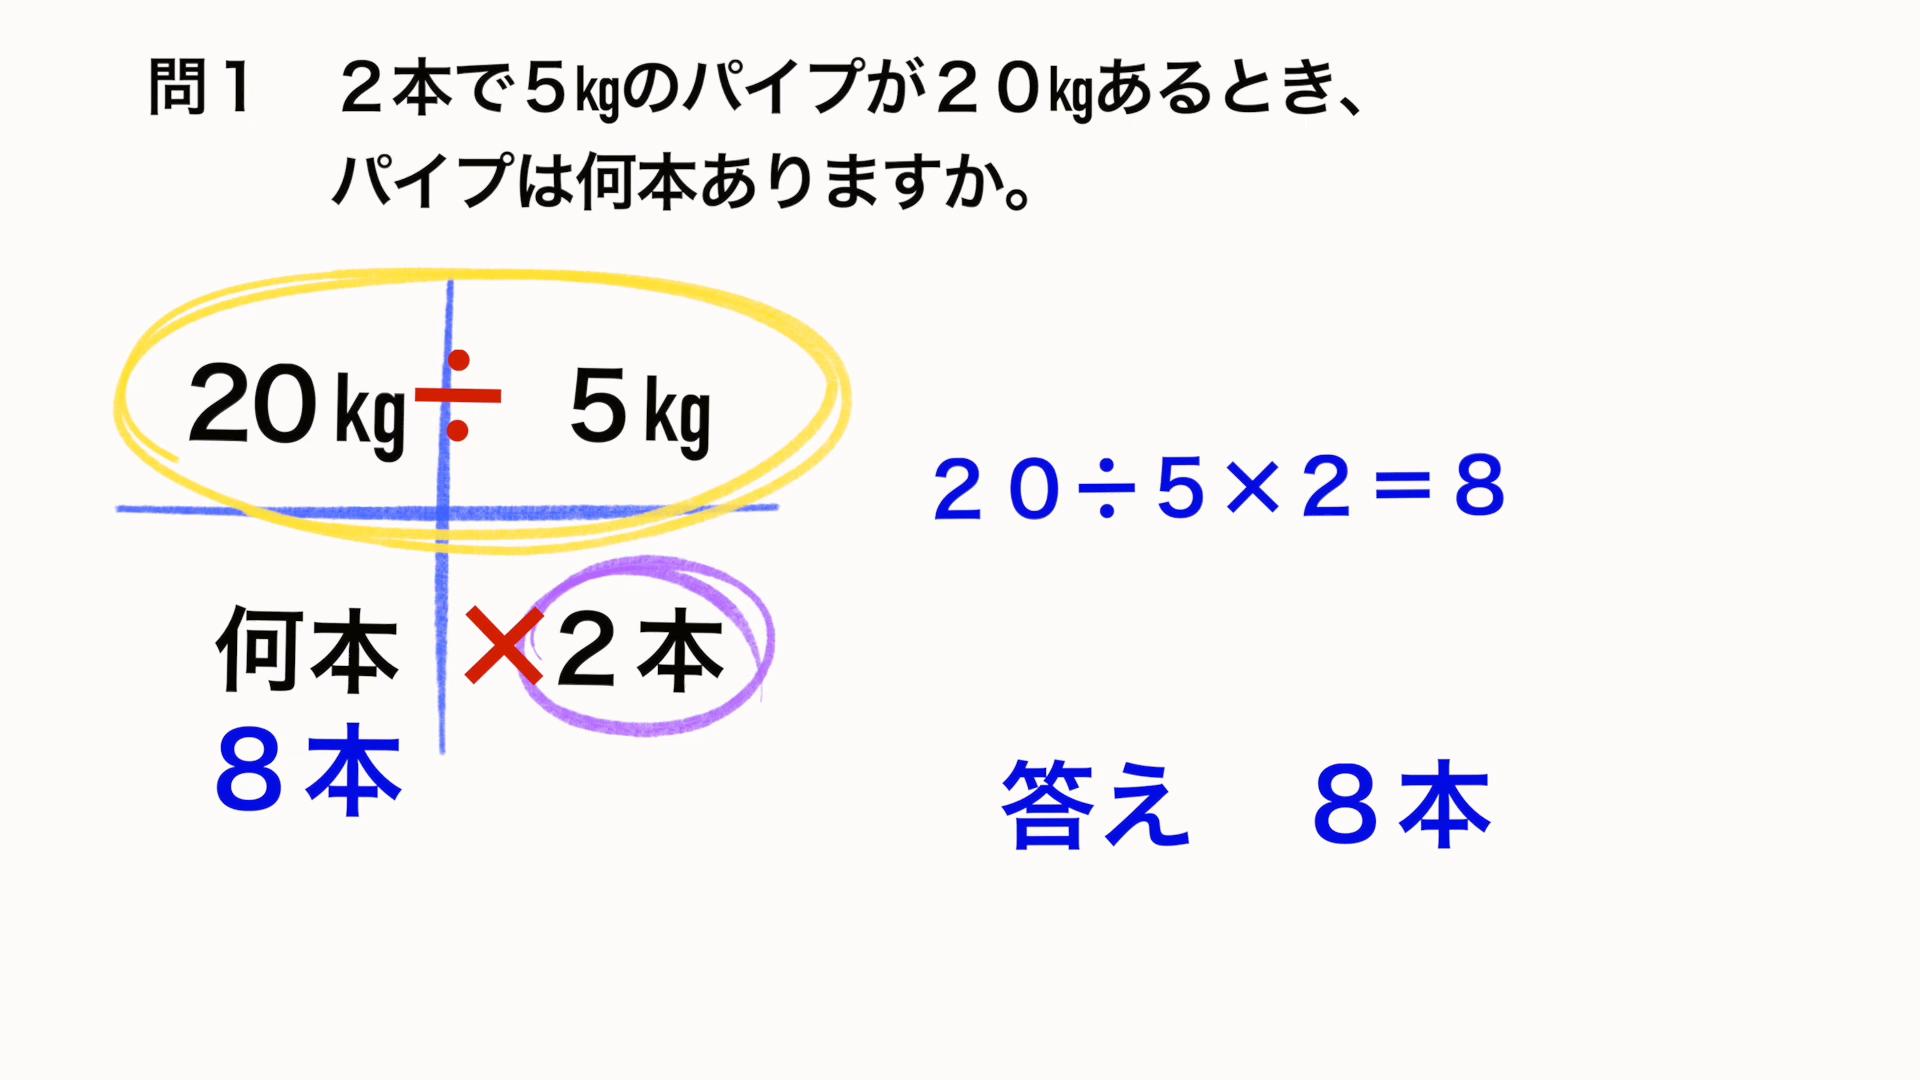 問１　２本で５㎏のパイプが２０㎏あるとき、
パイプは何本ありますか。
20㎏÷ 5㎏
何本 ×２本
８本
２０÷５×２＝８
答え　８本